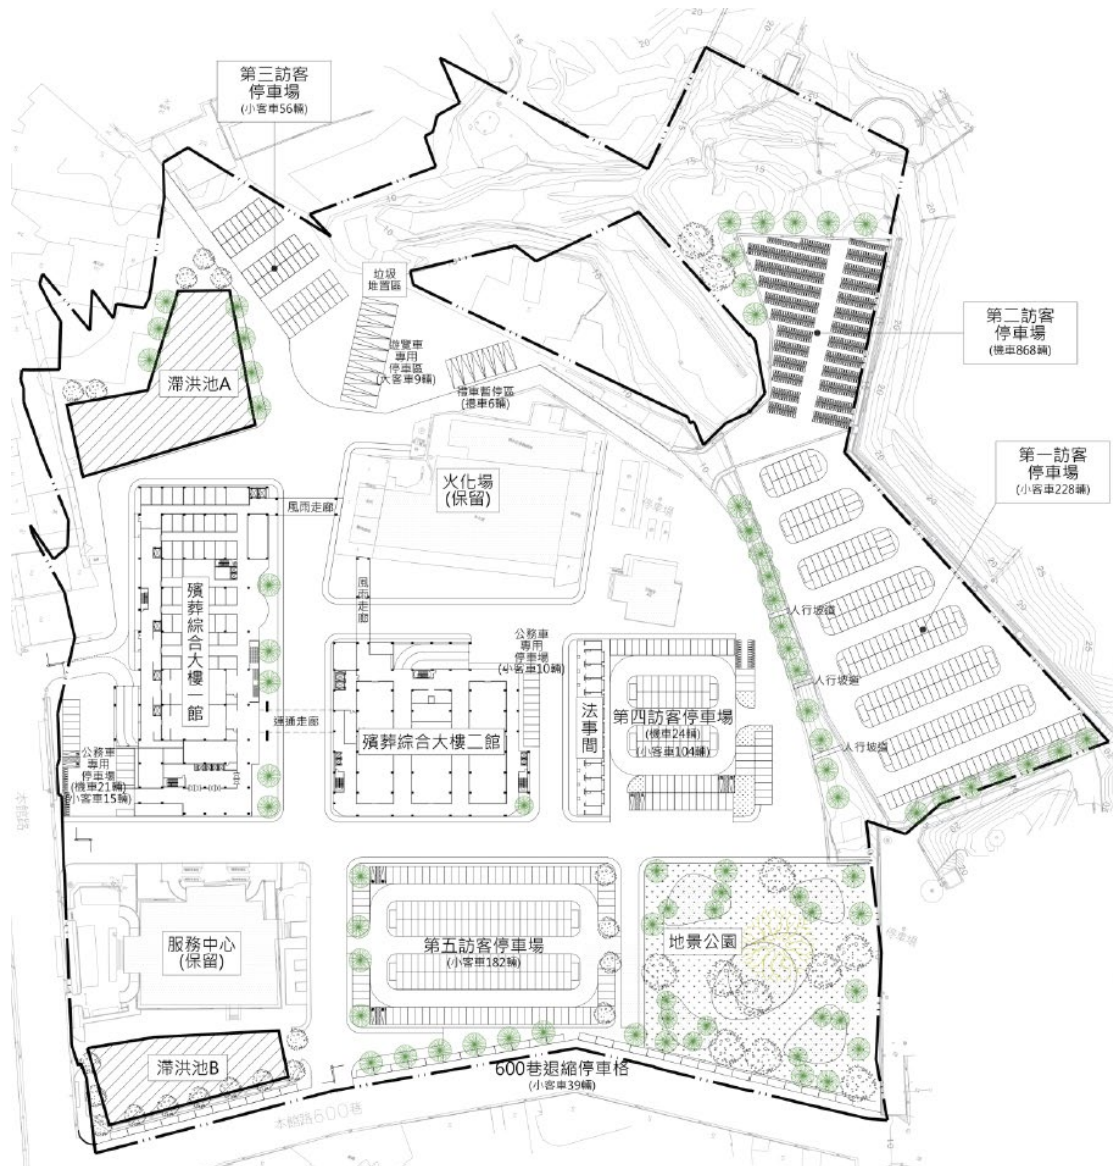 第三訪客
停車場
(小客車56輛)
垃圾
堆置區
遊覽車
專用
停車區
(大客車9輛)
禮車暫停區
(禮車6輛)
第二訪客
停車場
(機車868輛)
滯洪池A
第一訪客
停車場
(小客車228輛)
火化場
(保留)
停車場
風雨走廊
風雨走廊
殯葬綜合大樓一館
人行坡道
人行坡道
人行坡道
公務車
專用
停車場
(小客車10輛)
連通走廊
殯葬綜合大樓二館
法事間
第四訪客停車場
(機車24輛)
(小客車104輛)
公務車
專用
停車場
(機車21輛)
(小客車15輛)
本館路
服務中心
(保留)
第五訪客停車場
(小客車182輛)
地景公園
停車場
滯洪池B
600巷退縮停車格
(小客車39輛)
本館路600巷